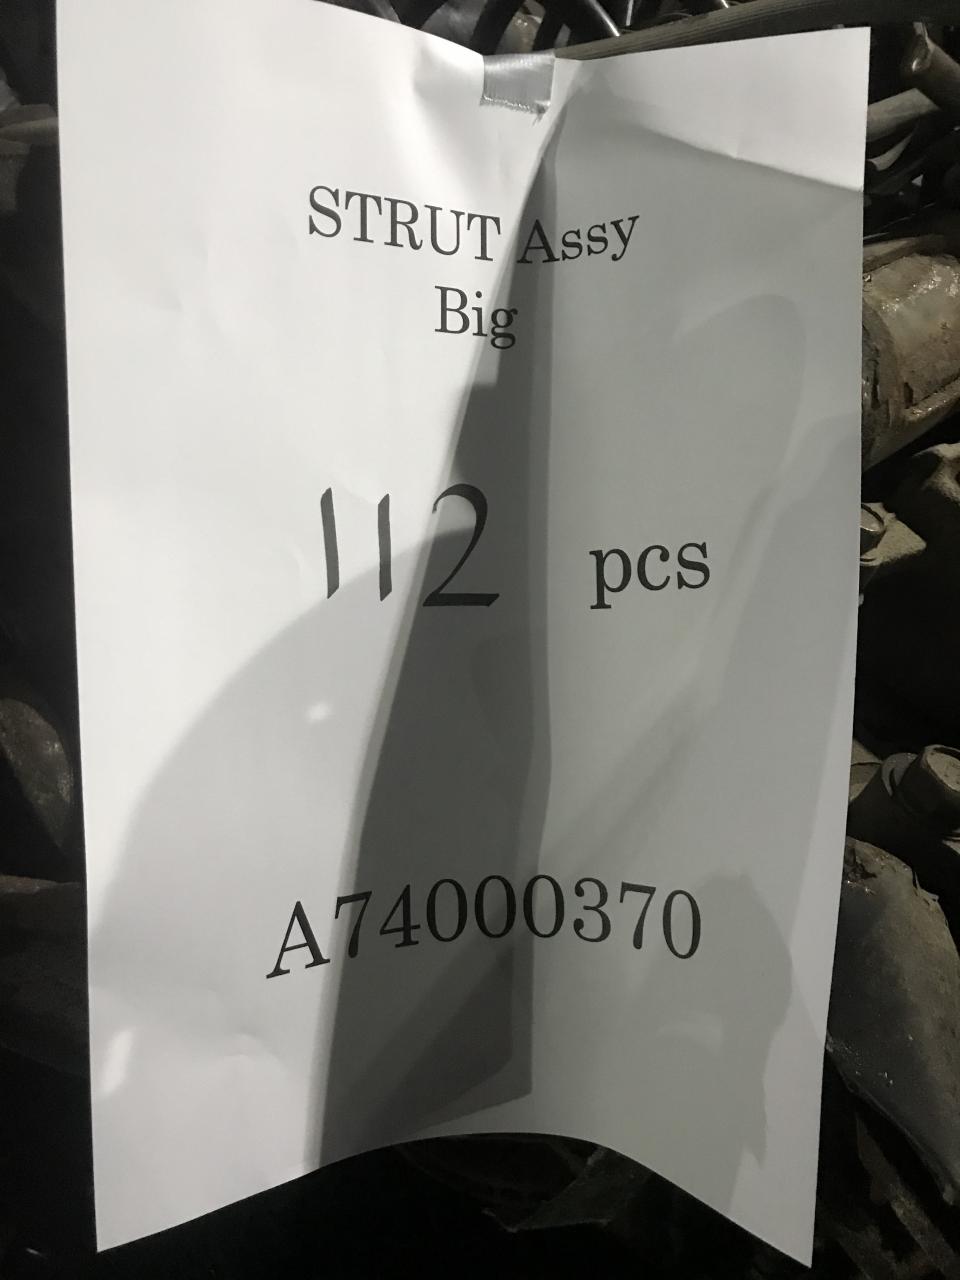 STRUT Assy
Big
112 pcs
A74000370